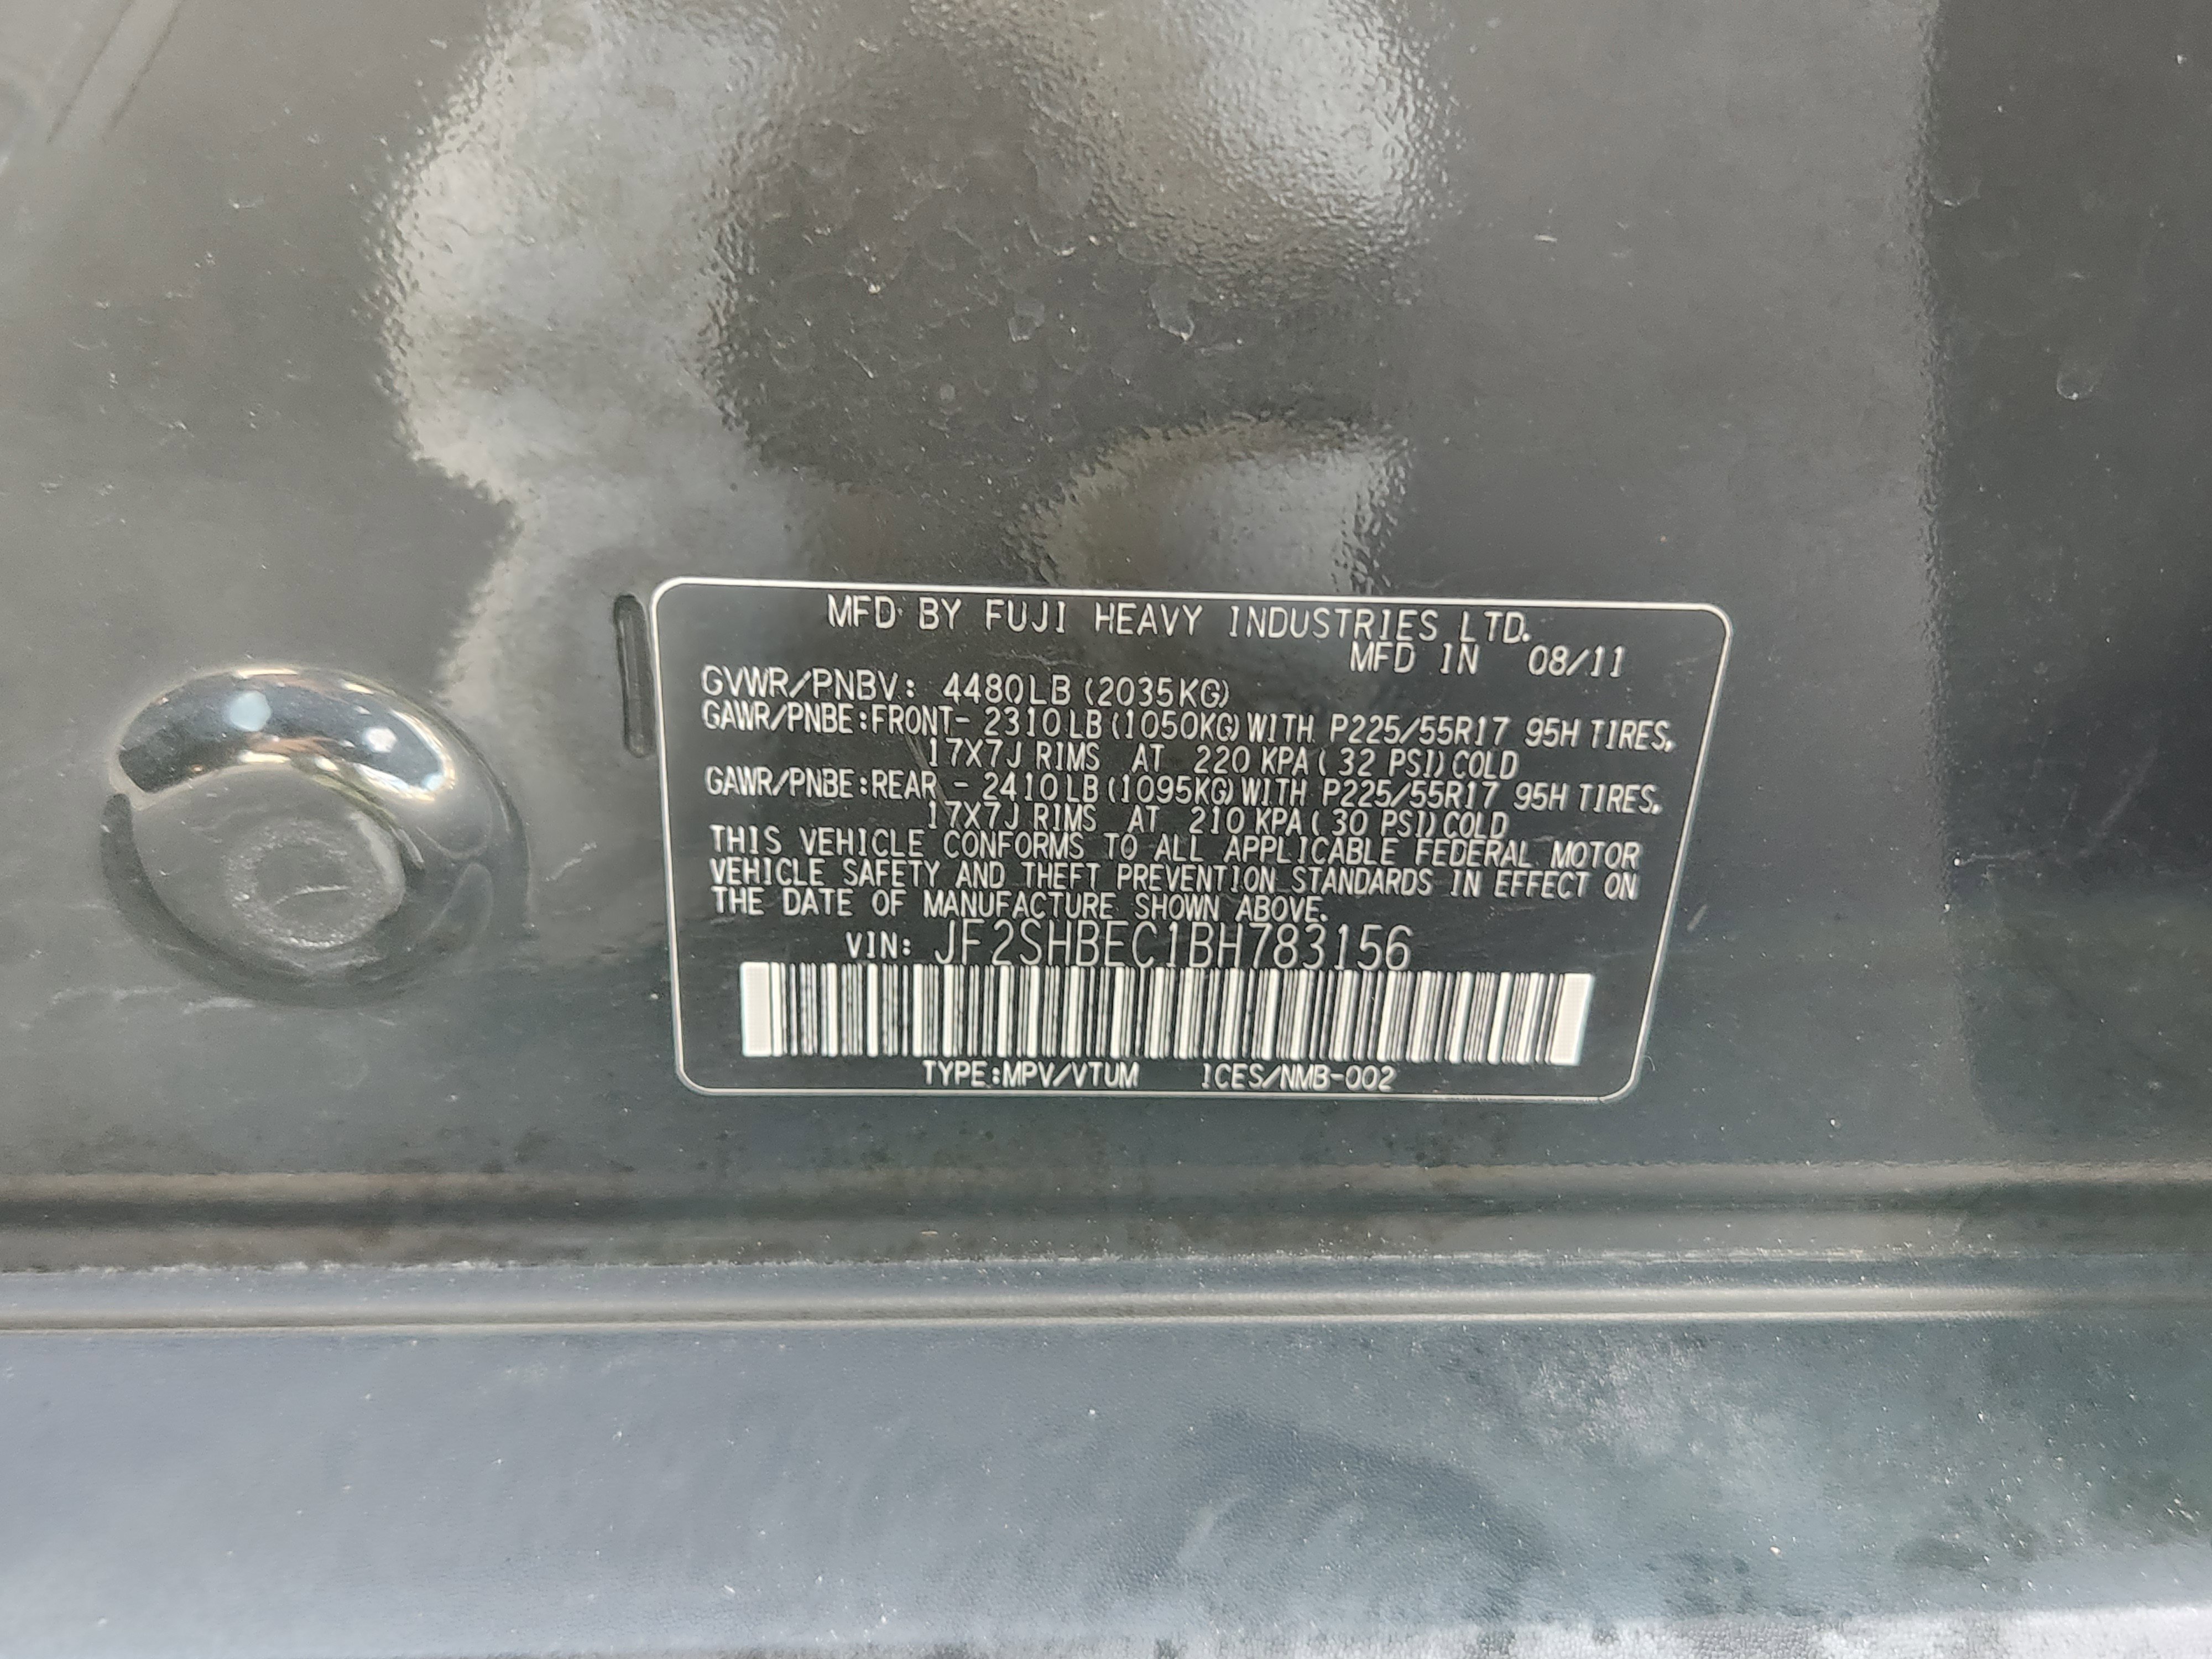 MFD BY FUJI HEAVY INDUSTRIES LTD.
MFD IN 08/11
GVWR/PNBV: 4480LB (2035KG)
GAWR/PNBE:FRONT- 2310LB(1050KG)WITH P225/55R17 95H TIRES,
17X7J RIMS AT 220 KPA( 32 PSI)COLD
GAWR/PNBE:REAR - 2410LB(1095KG)WITH P225/55R17 95H TIRES,
17X7J RIMS AT 210 KPA( 30 PSI)COLD
THIS VEHICLE CONFORMS TO ALL APPLICABLE FEDERAL MOTOR
VEHICLE SAFETY AND THEFT PREVENTION STANDARDS IN EFFECT ON
THE DATE OF MANUFACTURE SHOWN ABOVE.
VIN: JF2SHBEC1BH783156
TYPE:MPV/VTUM ICES/NMB-002